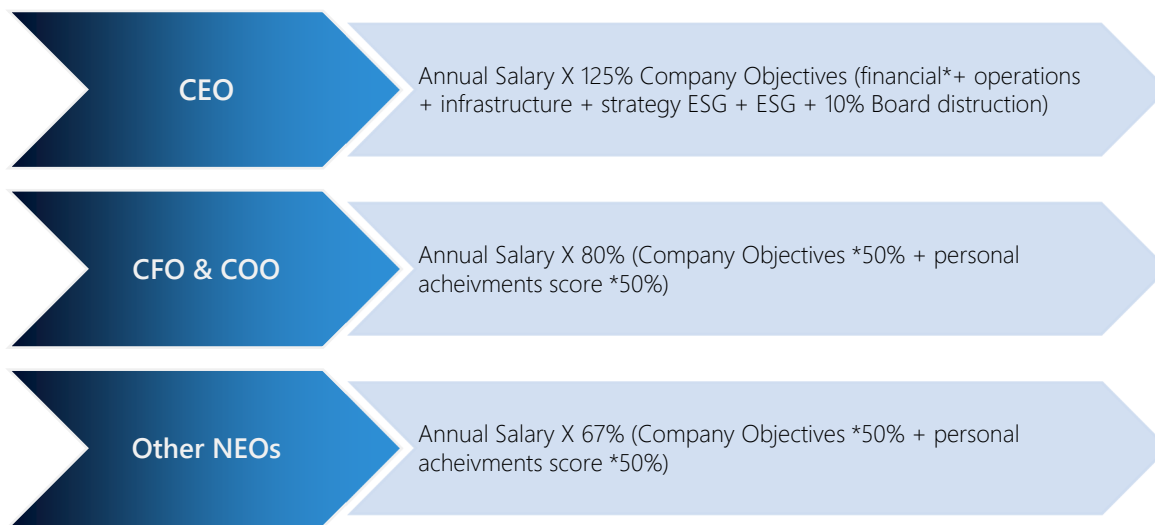 CEO
Annual Salary X 125% Company Objectives (financial*+ operations
+ infrastructure + strategy ESG + ESG + 10% Board distruction)
CFO & COO
Annual Salary X 80% (Company Objectives *50% + personal
acheivments score *50%)
Other NEOs
Annual Salary X 67% (Company Objectives *50% + personal
acheivments score *50%)